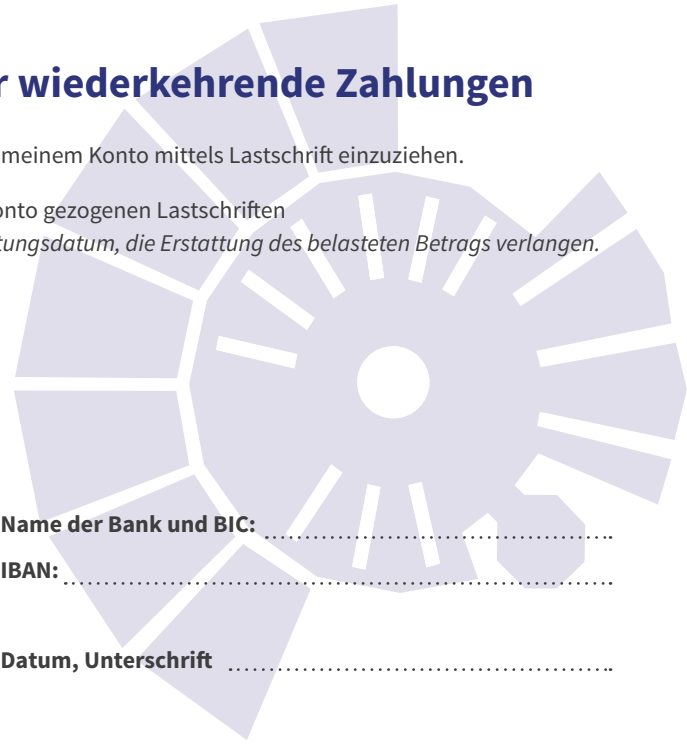 r wiederkehrende Zahlungen
meinem Konto mittels Lastschrift einzuziehen.
onto gezogenen Lastschriften
tungsdatum, die Erstattung des belasteten Betrags verlangen.
Name der Bank und BIC:
IBAN:
Datum, Unterschrift